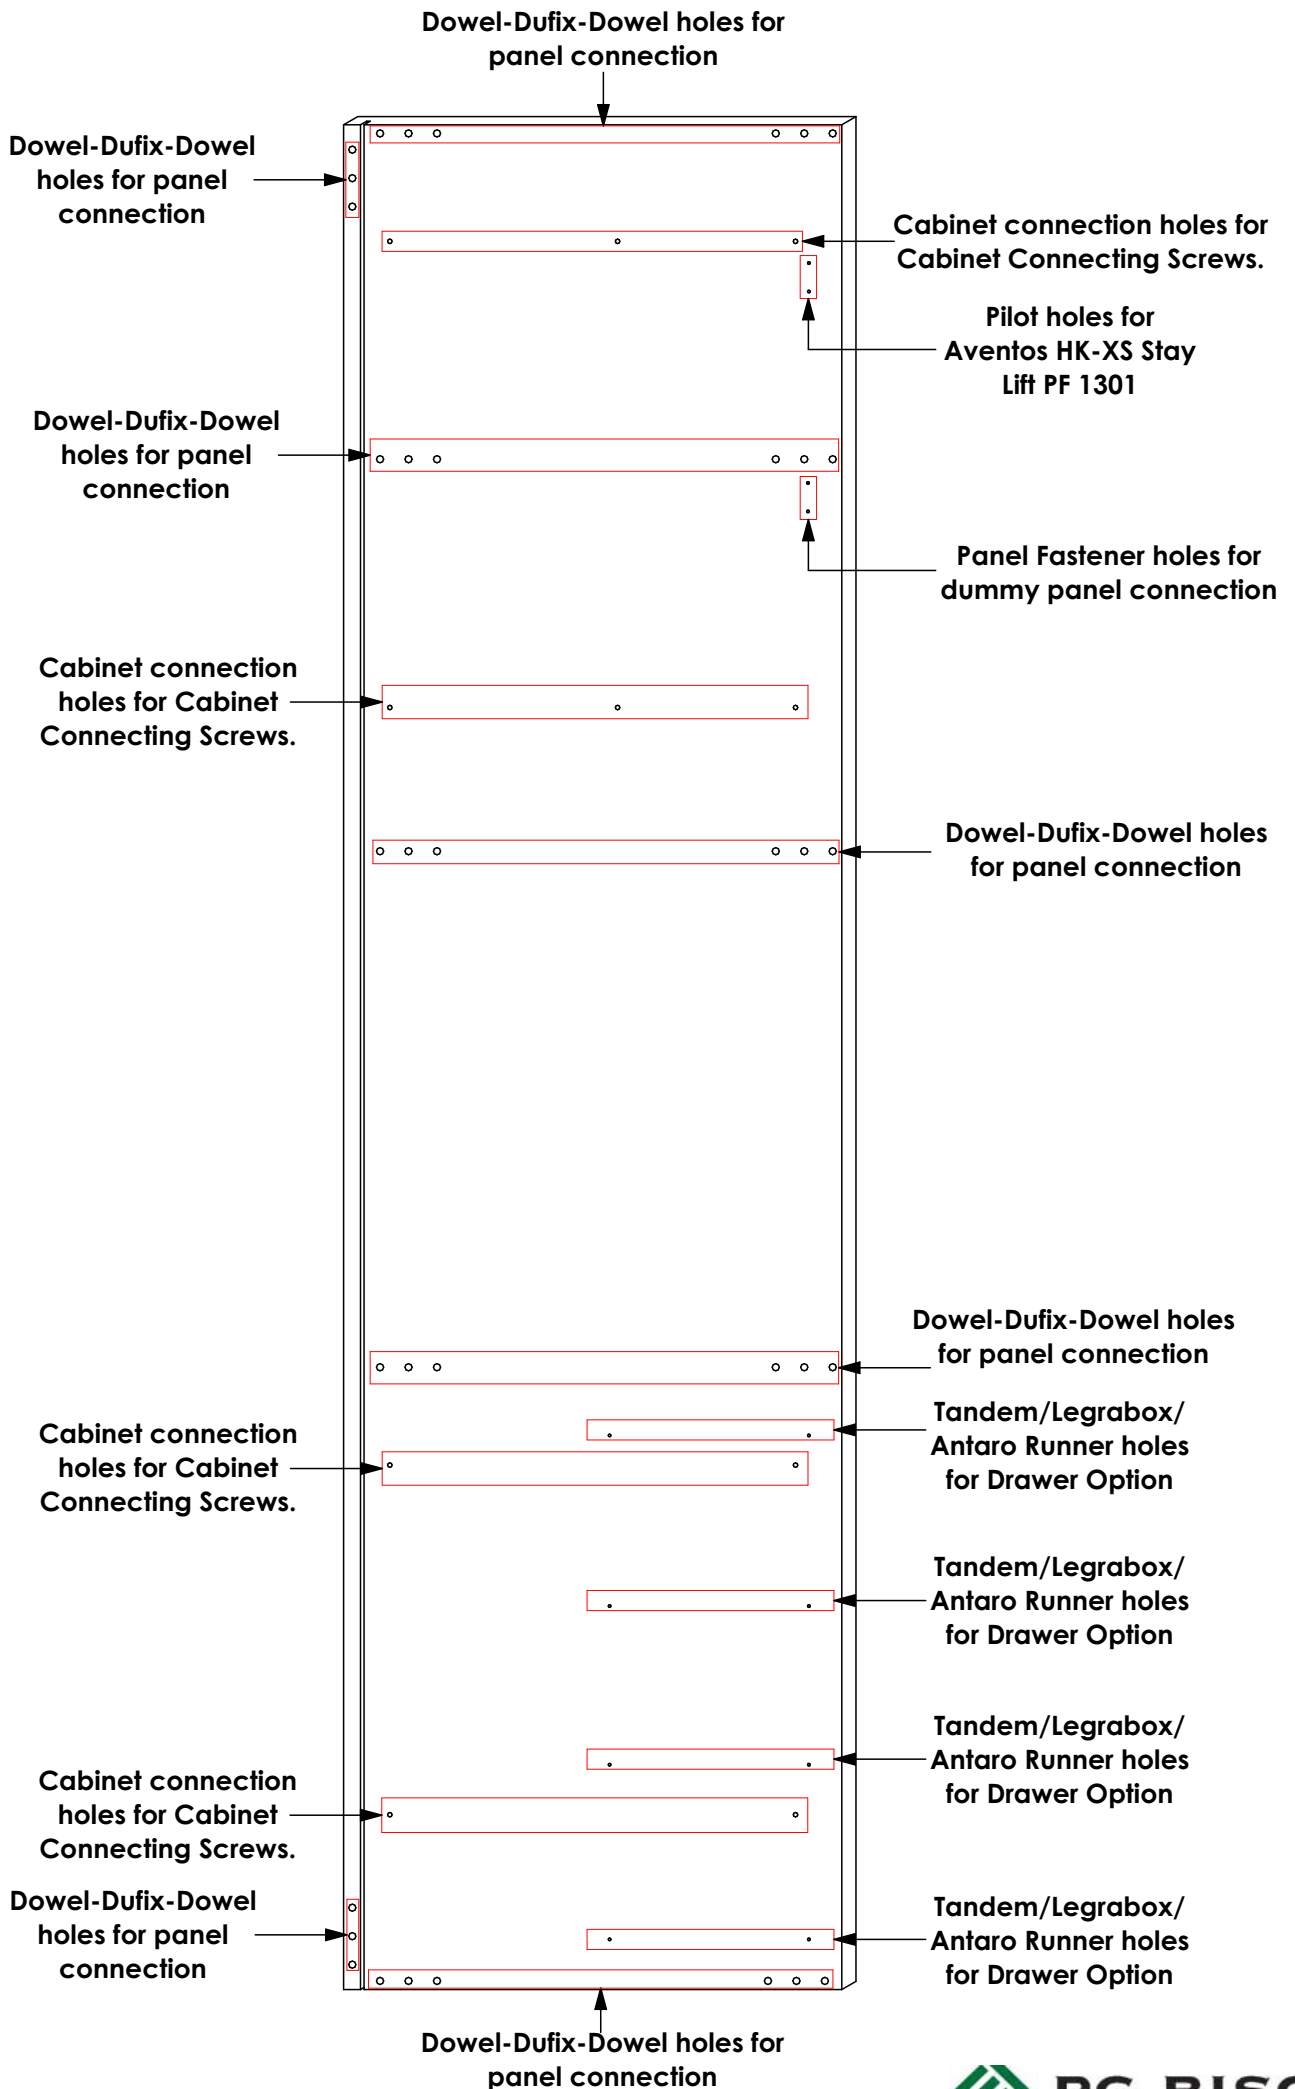 Dowel-Dufix-Dowel holes for
panel connection
Dowel-Dufix-Dowel
holes for panel
connection
Cabinet connection holes for
Cabinet Connecting Screws.
Pilot holes for
Aventos HK-XS Stay
Lift PF 1301
Dowel-Dufix-Dowel
holes for panel
connection
Panel Fastener holes for
dummy panel connection
Cabinet connection
holes for Cabinet
Connecting Screws.
Dowel-Dufix-Dowel holes
for panel connection
Dowel-Dufix-Dowel holes
for panel connection
Tandem/Legrabox/
Antaro Runner holes
for Drawer Option
Cabinet connection
holes for Cabinet
Connecting Screws.
Tandem/Legrabox/
Antaro Runner holes
for Drawer Option
Tandem/Legrabox/
Antaro Runner holes
for Drawer Option
Cabinet connection
holes for Cabinet
Connecting Screws.
Dowel-Dufix-Dowel
holes for panel
connection
Tandem/Legrabox/
Antaro Runner holes
for Drawer Option
Dowel-Dufix-Dowel holes for
panel connection